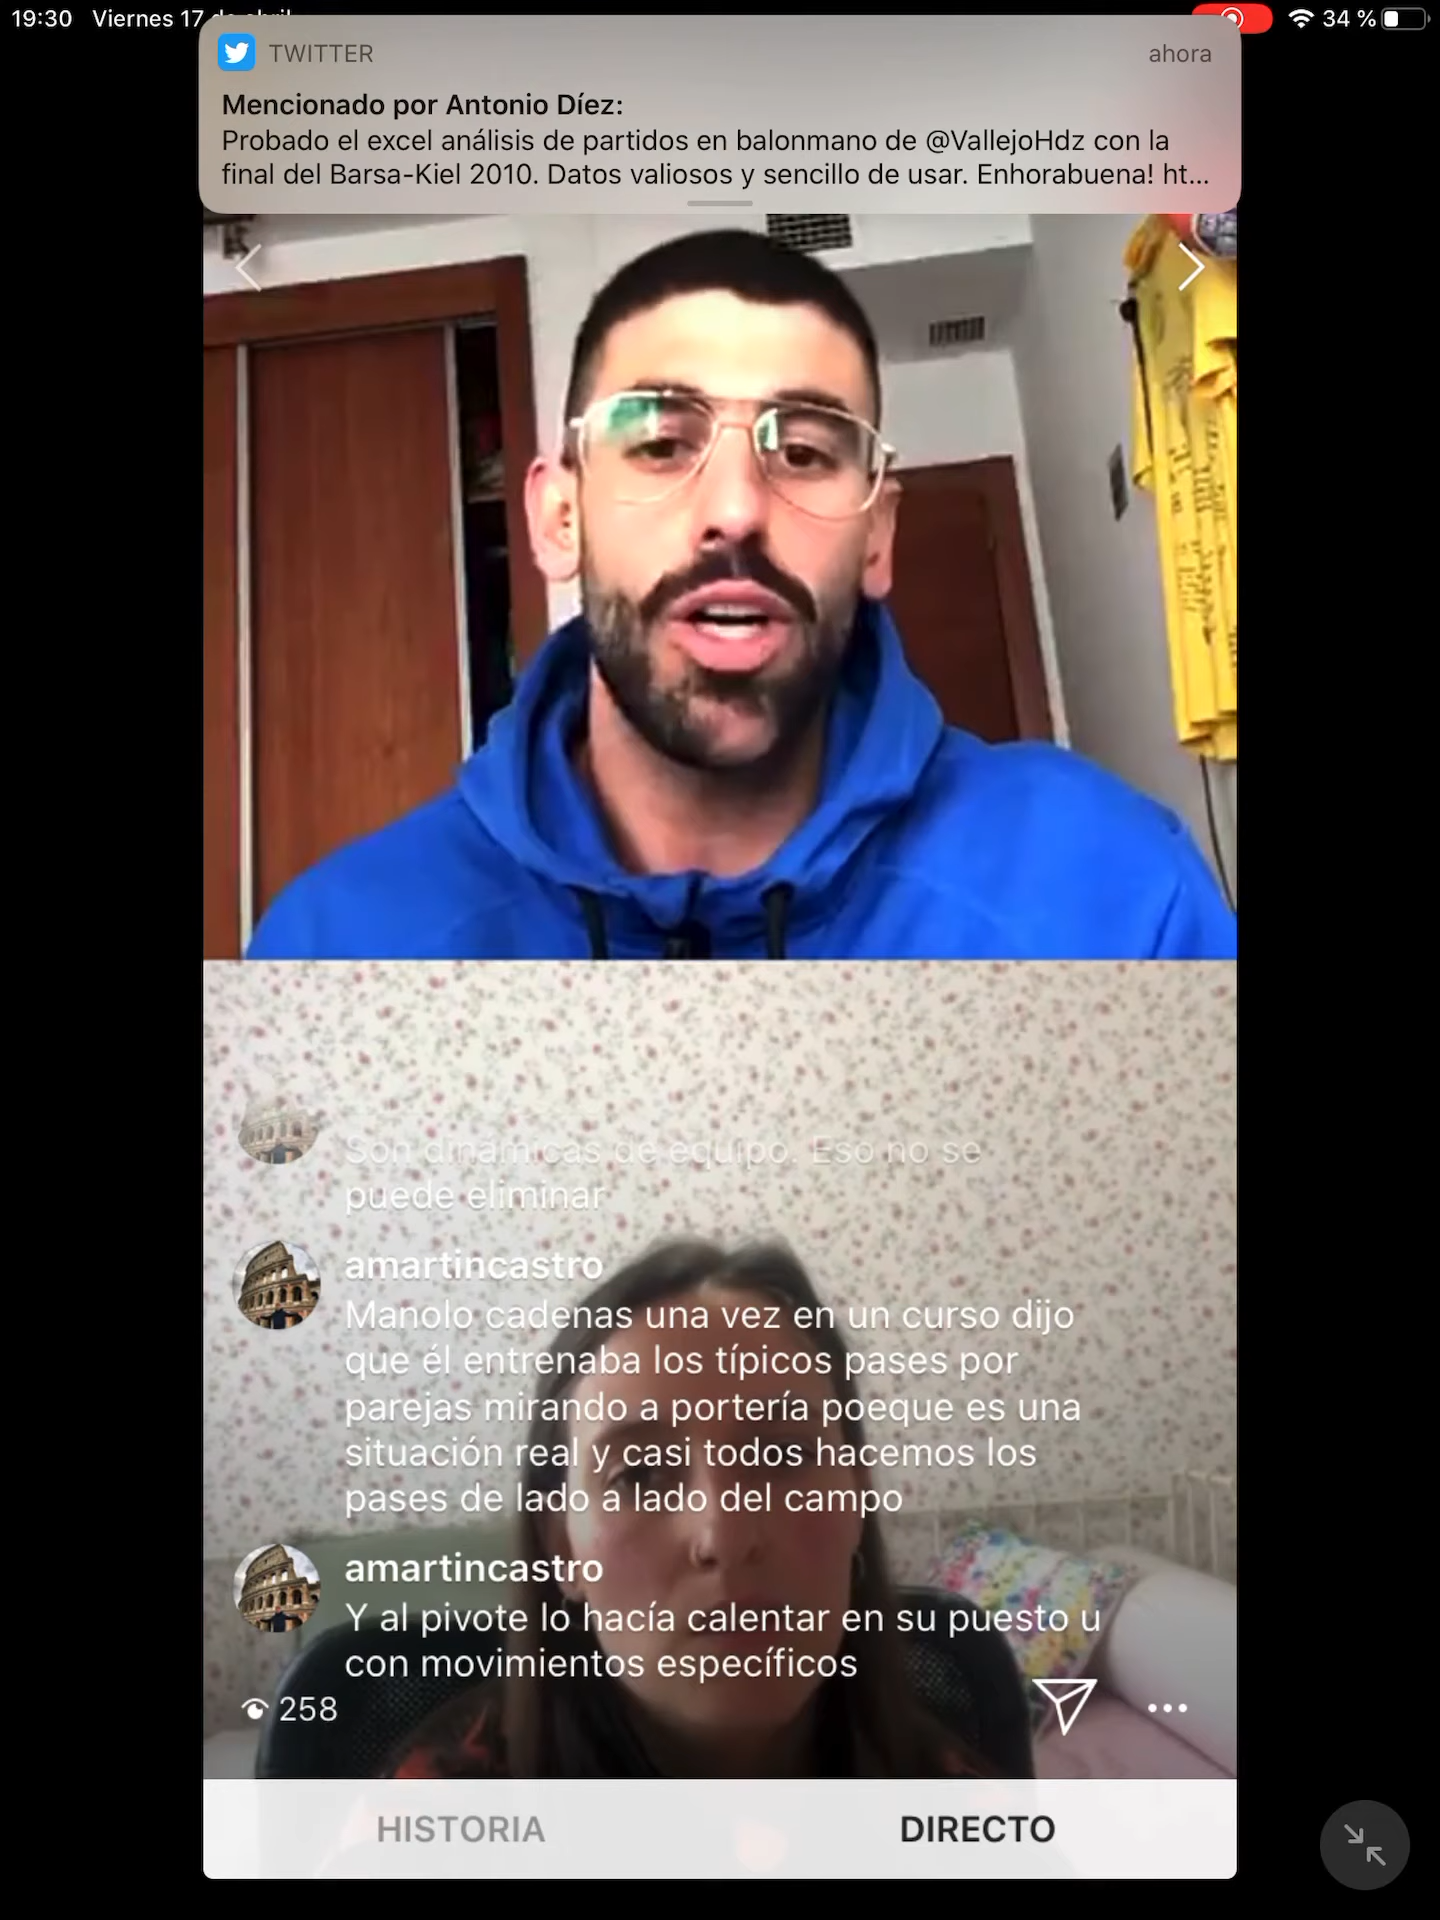 19:30 Viernes 17 de abril
34 %
TWITTER
ahora
Mencionado por Antonio Díez:
Probado el excel análisis de partidos en balonmano de @VallejoHdz con la
final del Barsa-Kiel 2010. Datos valiosos y sencillo de usar. Enhorabuena! ht...
Son dinámicas de equipo. Eso no se
puede eliminar
amartincastro
Manolo cadenas una vez en un curso dijo
que él entrenaba los típicos pases por
parejas mirando a portería poeque es una
situación real y casi todos hacemos los
pases de lado a lado del campo
amartincastro
Y al pivote lo hacía calentar en su puesto u
con movimientos específicos
258
HISTORIA
DIRECTO